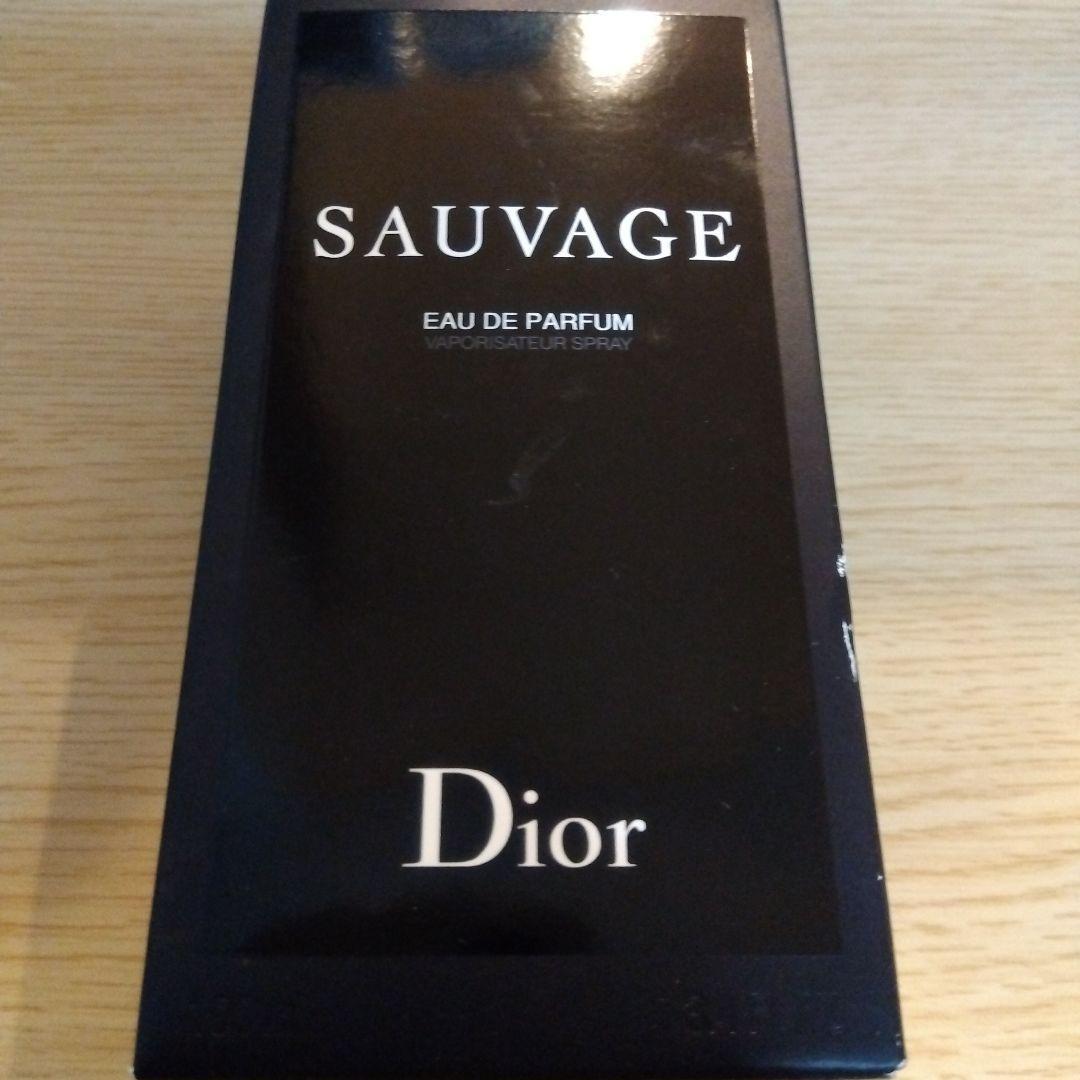 SAUVAGE
EAU DE PARFUM
VAPORISATEUR SPRAY
Dior